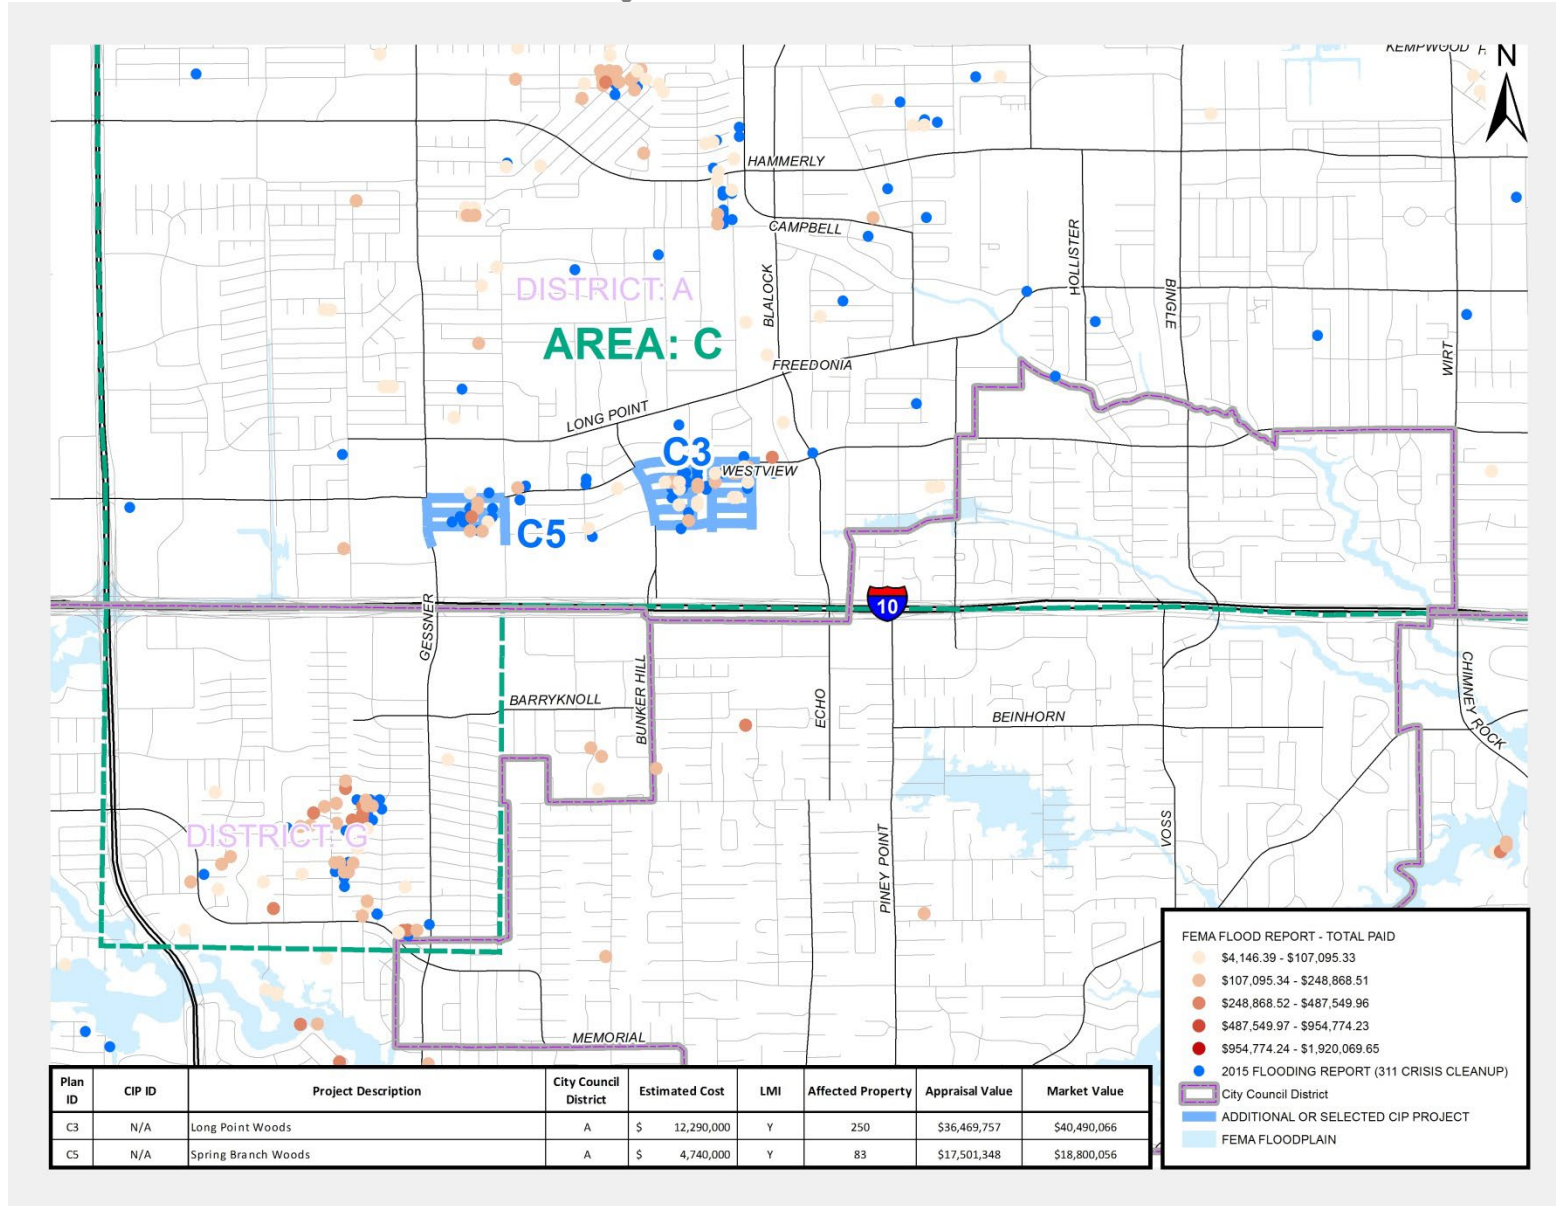 KEMPWOOD
N
HAMMERLY
CAMPBELL
HOLLISTER
BINGLE
BLALOCK
DISTRICT: A
AREA: C
FREEDONIA
WIRT
LONG POINT
C3
WESTVIEW
C5
10
GESSNER
BUNKER HILL
BARRYKNOLL
ECHO
BEINHORN
CHIMNEY ROCK
DISTRICT: G
PINEY POINT
VOSS
MEMORIAL
FEMA FLOOD REPORT - TOTAL PAID
$4,146.39 - $107,095.33
$107,095.34 - $248,868.51
$248,868.52 - $487,549.96
$487,549.97 - $954,774.23
$954,774.24 - $1,920,069.65
2015 FLOODING REPORT (311 CRISIS CLEANUP)
City Council District
ADDITIONAL OR SELECTED CIP PROJECT
FEMA FLOODPLAIN
Plan ID CIP ID Project Description City Council District Estimated Cost LMI Affected Property Appraisal Value Market Value
C3 N/A Long Point Woods A $ 12,290,000 Y 250 $36,469,757 $40,490,066
C5 N/A Spring Branch Woods A $ 4,740,000 Y 83 $17,501,348 $18,800,056